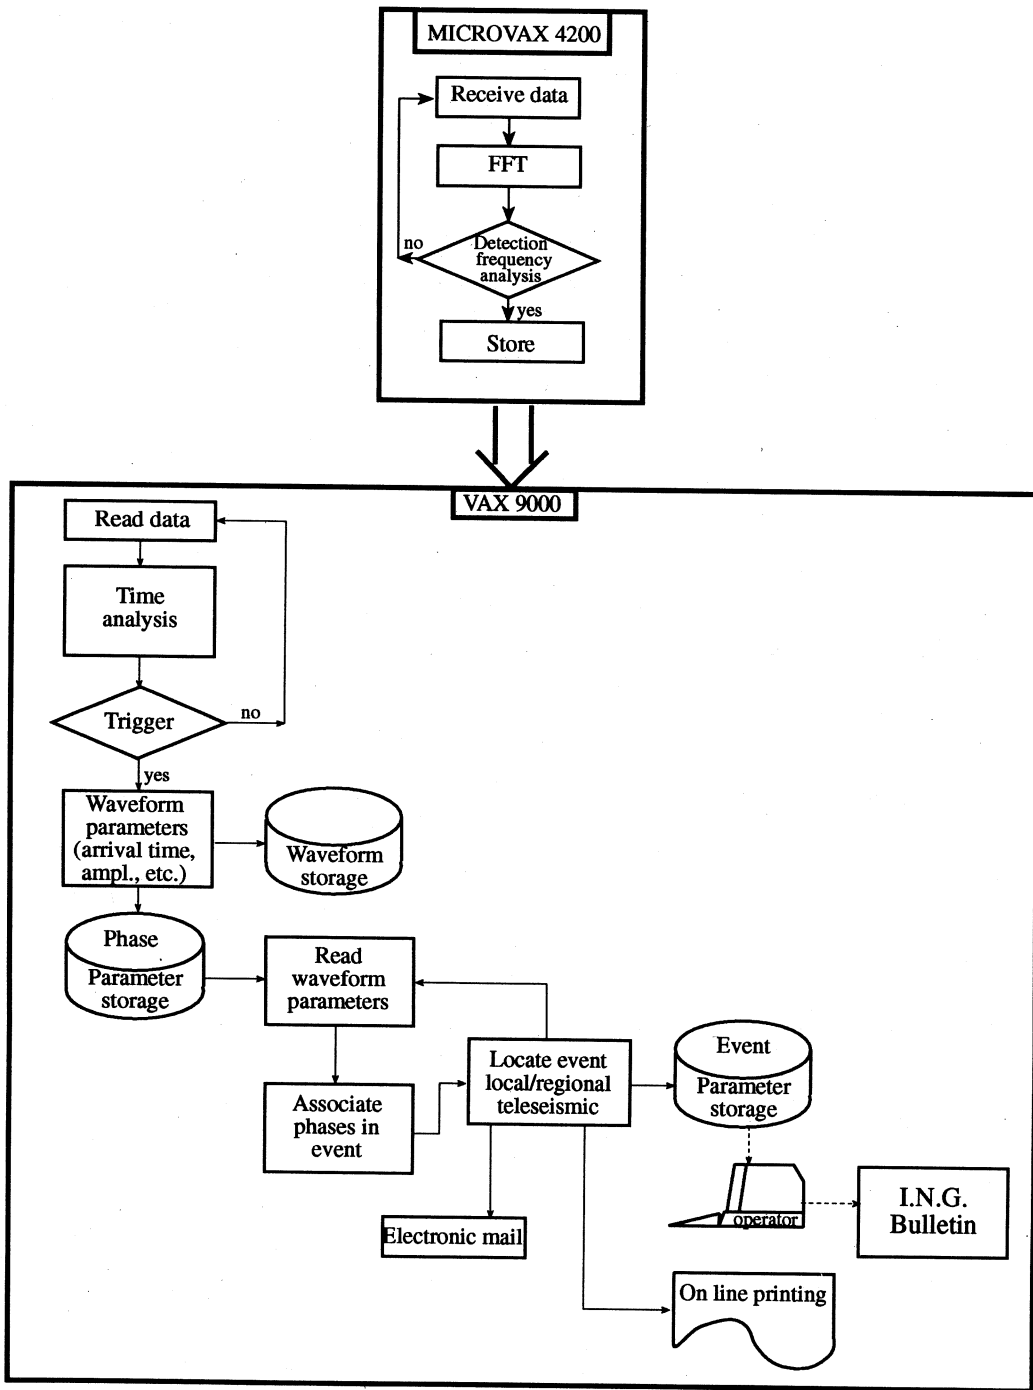 MICROVAX 4200
Receive data
FFT
Detection
frequency
analysis
no
yes
Store
VAX 9000
Read data
Time
analysis
Trigger
no
yes
Waveform
parameters
(arrival time,
ampl., etc.)
Waveform
storage
Phase
Parameter
storage
Read
waveform
parameters
Associate
phases in
event
Locate event
local/regional
teleseismic
Event
Parameter
storage
operator
I.N.G.
Bulletin
Electronic mail
On line printing